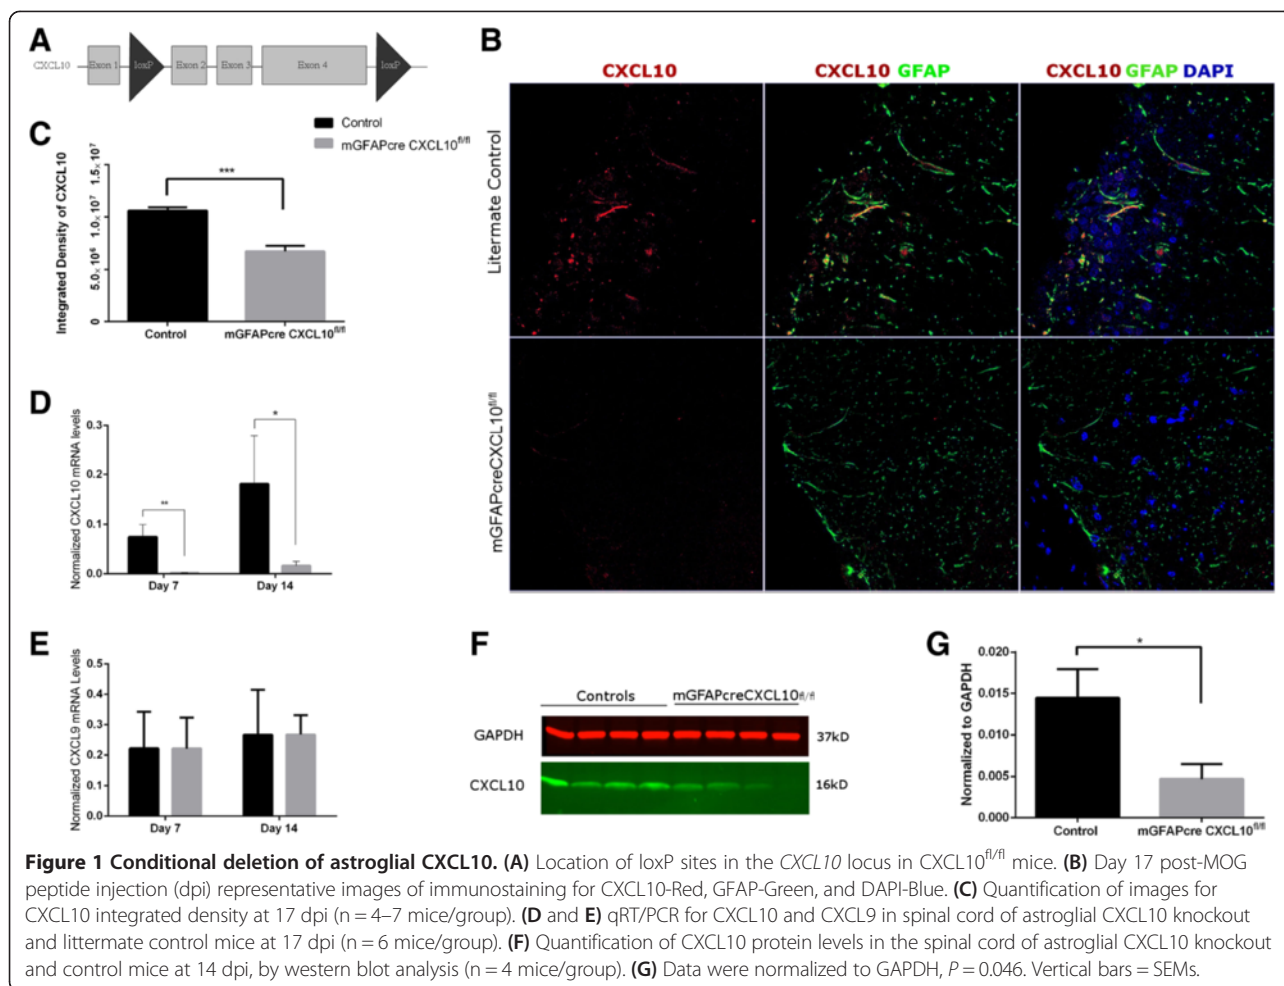 A
CXCL10 Exon 1 loxP Exon 2 Exon 3 Exon 4 loxP
B
CXCL10
CXCL10 GFAP
CXCL10 GFAP DAPI
Litermate Control
mGFAPcreCXCL10fl/fl
C
Control
mGFAPcre CXCL10fl/fl
Integrated Density of CXCL10
1.5×10^7
1.0×10^7
5.0×10^6
0
***
Control
mGFAPcre CXCL10fl/fl
D
Normalized CXCL10 mRNA levels
0.3
0.2
0.1
0.0
**
*
Day 7
Day 14
E
Normalized CXCL9 mRNA Levels
0.5
0.4
0.3
0.2
0.1
0.0
Day 7
Day 14
F
Controls
mGFAPcreCXCL10fl/fl
GAPDH
37kD
CXCL10
16kD
G
Normalized to GAPDH
0.020
0.015
0.010
0.005
0.000
*
Control
mGFAPcre CXCL10fl/fl
Figure 1 Conditional deletion of astroglial CXCL10. (A) Location of loxP sites in the CXCL10 locus in CXCL10fl/fl mice. (B) Day 17 post-MOG
peptide injection (dpi) representative images of immunostaining for CXCL10-Red, GFAP-Green, and DAPI-Blue. (C) Quantification of images for
CXCL10 integrated density at 17 dpi (n = 4–7 mice/group). (D and E) qRT/PCR for CXCL10 and CXCL9 in spinal cord of astroglial CXCL10 knockout
and littermate control mice at 17 dpi (n = 6 mice/group). (F) Quantification of CXCL10 protein levels in the spinal cord of astroglial CXCL10 knockout
and control mice at 14 dpi, by western blot analysis (n = 4 mice/group). (G) Data were normalized to GAPDH, P = 0.046. Vertical bars = SEMs.